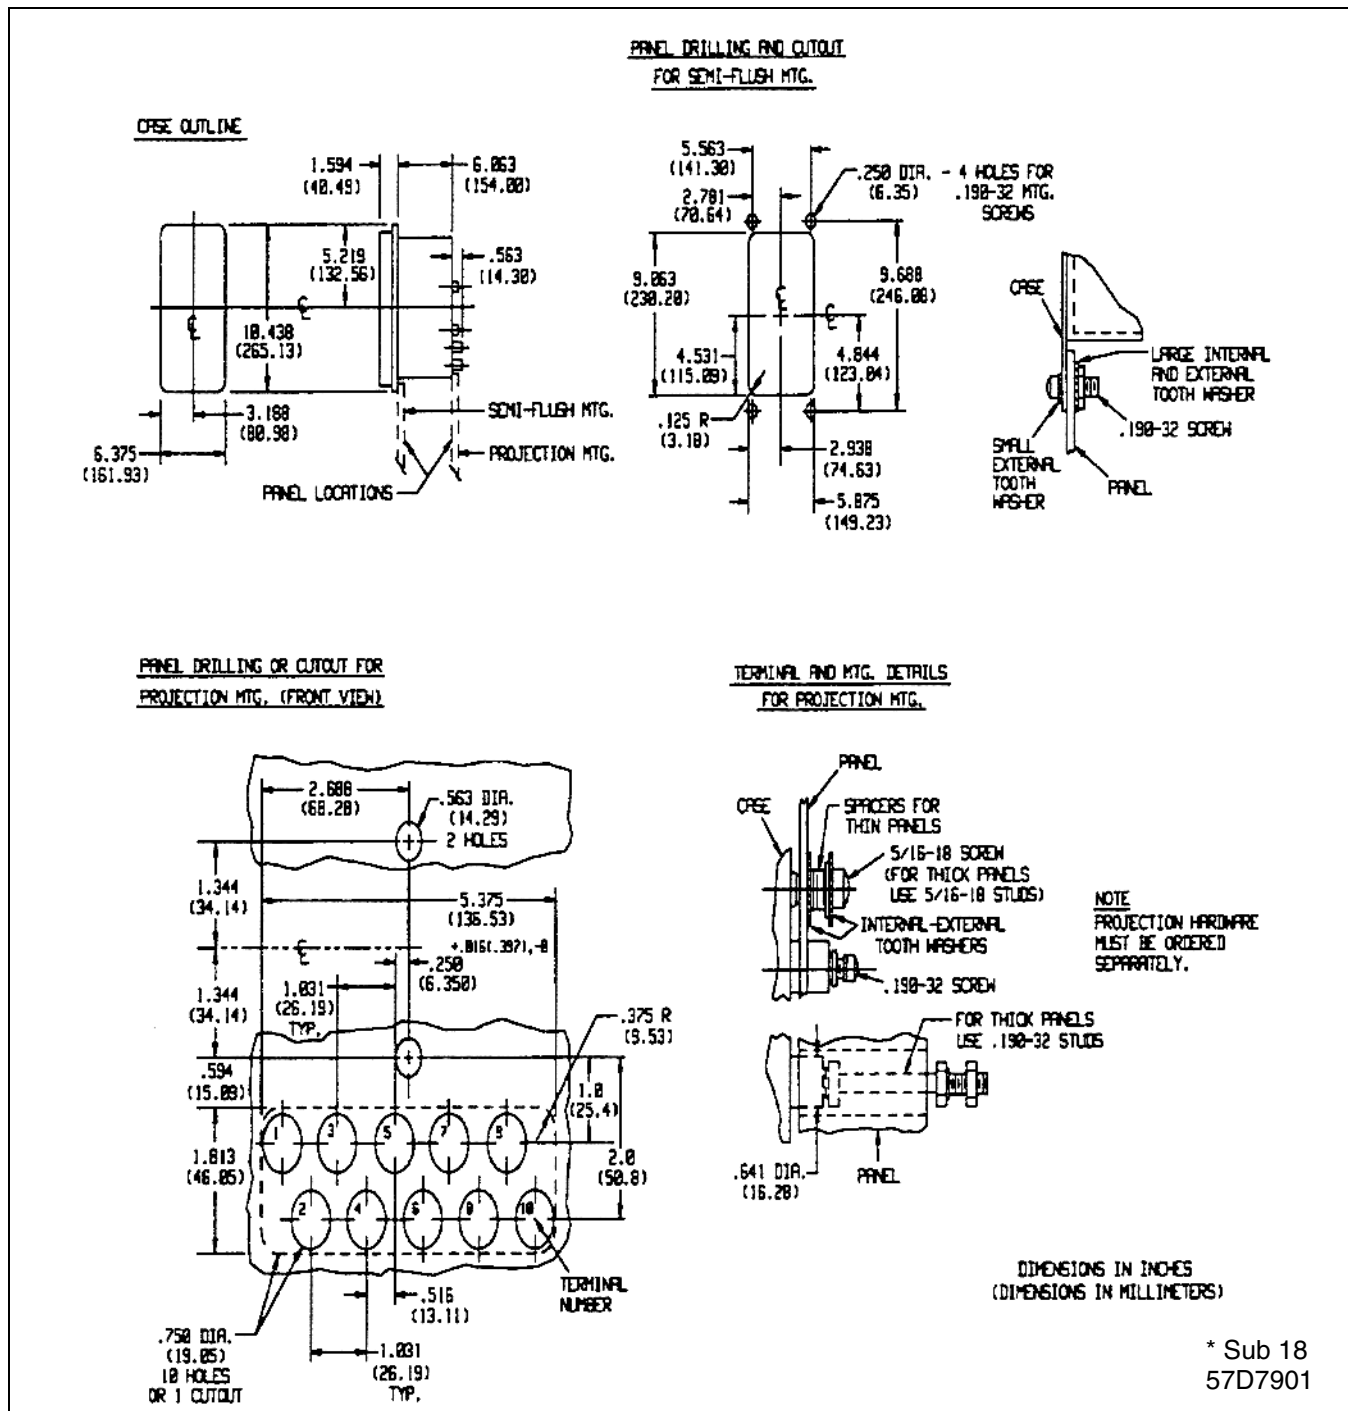 PANEL DRILLING AND CUTOUT
FOR SEMI-FLUSH MTG.
CASE OUTLINE
1.594
(40.49)
6.063
(154.00)
5.219
(132.56)
.563
(14.30)
10.438
(265.13)
3.188
(80.98)
6.375
(161.93)
SEMI-FLUSH MTG.
PROJECTION MTG.
PANEL LOCATIONS
5.563
(141.30)
2.781
(70.64)
.250 DIA. - 4 HOLES FOR
(6.35) .190-32 MTG.
SCREWS
9.063
(230.20)
9.688
(246.08)
4.531
(115.09)
4.844
(123.04)
.125 R
(3.18)
2.938
(74.63)
5.875
(149.23)
CASE
LARGE INTERNAL
AND EXTERNAL
TOOTH WASHER
.190-32 SCREW
SMALL
EXTERNAL
TOOTH
WASHER
PANEL
PANEL DRILLING OR CUTOUT FOR
PROJECTION MTG. (FRONT VIEW)
2.688
(68.28)
.563 DIA.
(14.29)
2 HOLES
1.344
(34.14)
5.375
(136.53)
+.016(.397),-0
.250
(6.350)
1.344
(34.14)
1.031
(26.19)
TYP.
.375 R
(9.53)
.594
(15.09)
1.0
(25.4)
1 3 5 7 9
1.813
(46.05)
2.0
(50.8)
2 4 6 8 10
TERMINAL
NUMBER
.516
(13.11)
.750 DIA.
(19.05)
10 HOLES
OR 1 CUTOUT
1.031
(26.19)
TYP.
TERMINAL AND MTG. DETAILS
FOR PROJECTION MTG.
PANEL
CASE
SPACERS FOR
THIN PANELS
5/16-18 SCREW
(FOR THICK PANELS
USE 5/16-18 STUDS)
INTERNAL-EXTERNAL
TOOTH WASHERS
.190-32 SCREW
NOTE
PROJECTION HARDWARE
MUST BE ORDERED
SEPARATELY.
FOR THICK PANELS
USE .190-32 STUDS
.641 DIA.
(16.28)
PANEL
DIMENSIONS IN INCHES
(DIMENSIONS IN MILLIMETERS)
* Sub 18
57D7901